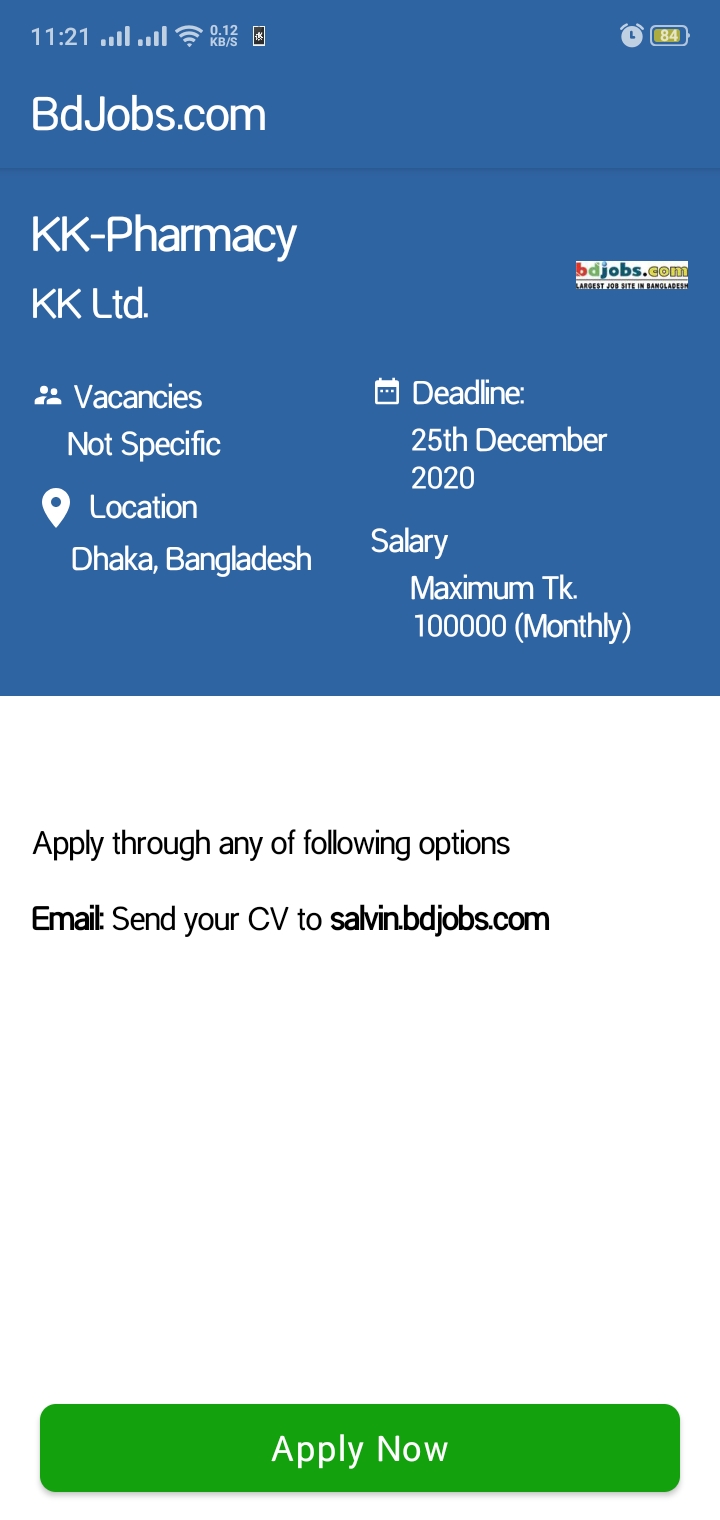 11:21 0.12 KB/S 84
BdJobs.com
KK-Pharmacy
KK Ltd.
bdjobs.com
LARGEST JOB SITE IN BANGLADESH
Vacancies
Not Specific
Location
Dhaka, Bangladesh
Deadline:
25th December
2020
Salary
Maximum Tk.
100000 (Monthly)
Apply through any of following options
Email: Send your CV to salvin.bdjobs.com
Apply Now